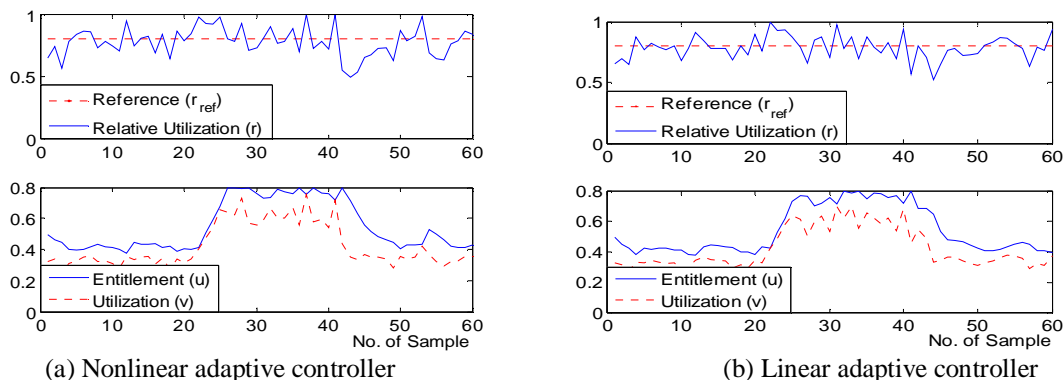 1
0.5
0
Reference (r_ref)
Relative Utilization (r)
0 10 20 30 40 50 60
0.8
0.6
0.4
0.2
0
Entitlement (u)
Utilization (v)
0 10 20 30 40 50 60
No. of Sample
(a) Nonlinear adaptive controller
1
0.5
0
Reference (r_ref)
Relative Utilization (r)
0 10 20 30 40 50 60
0.8
0.6
0.4
0.2
0
Entitlement (u)
Utilization (v)
0 10 20 30 40 50 60
No. of Sample
(b) Linear adaptive controller